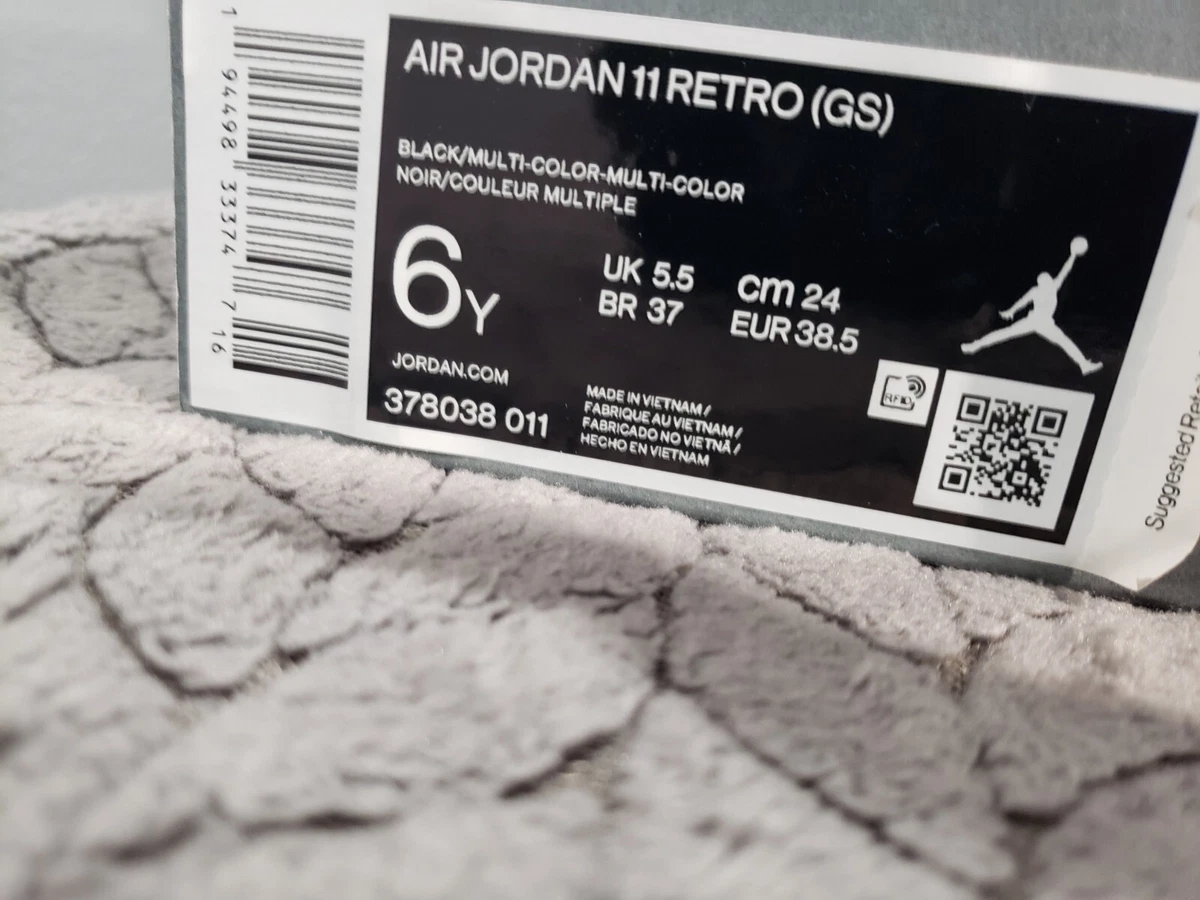 AIR JORDAN 11 RETRO (GS)
BLACK/MULTI-COLOR-MULTI-COLOR
NOIR/COULEUR MULTIPLE
6Y
UK 5.5
BR 37
cm 24
EUR 38.5
JORDAN.COM
378038 011
MADE IN VIETNAM /
FABRIQUE AU VIETNAM /
FABRICADO NO VIETNÃ /
HECHO EN VIETNAM
RFID
1 94498 33374 7 16
Suggested